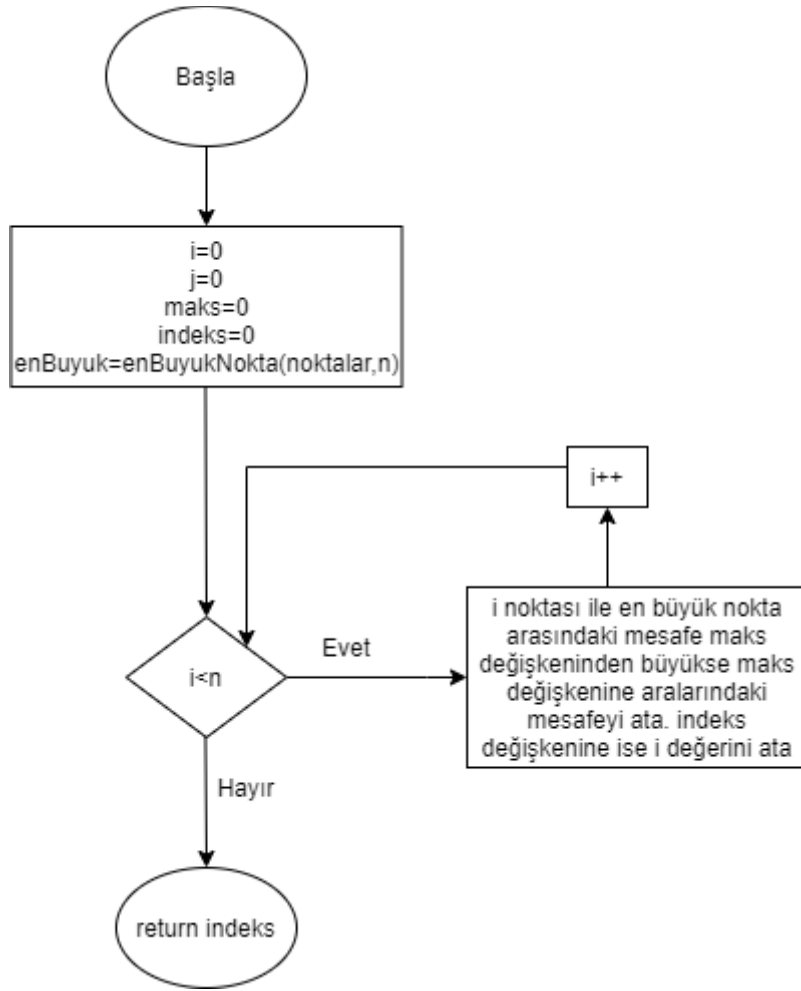 Başla
i=0
j=0
maks=0
indeks=0
enBuyuk=enBuyukNokta(noktalar,n)
i++
i noktası ile en büyük nokta
arasındaki mesafe maks
değişkeninden büyükse maks
değişkenine aralarındaki
mesafeyi ata. indeks
değişkenine ise i değerini ata
Evet
i<n
Hayır
return indeks